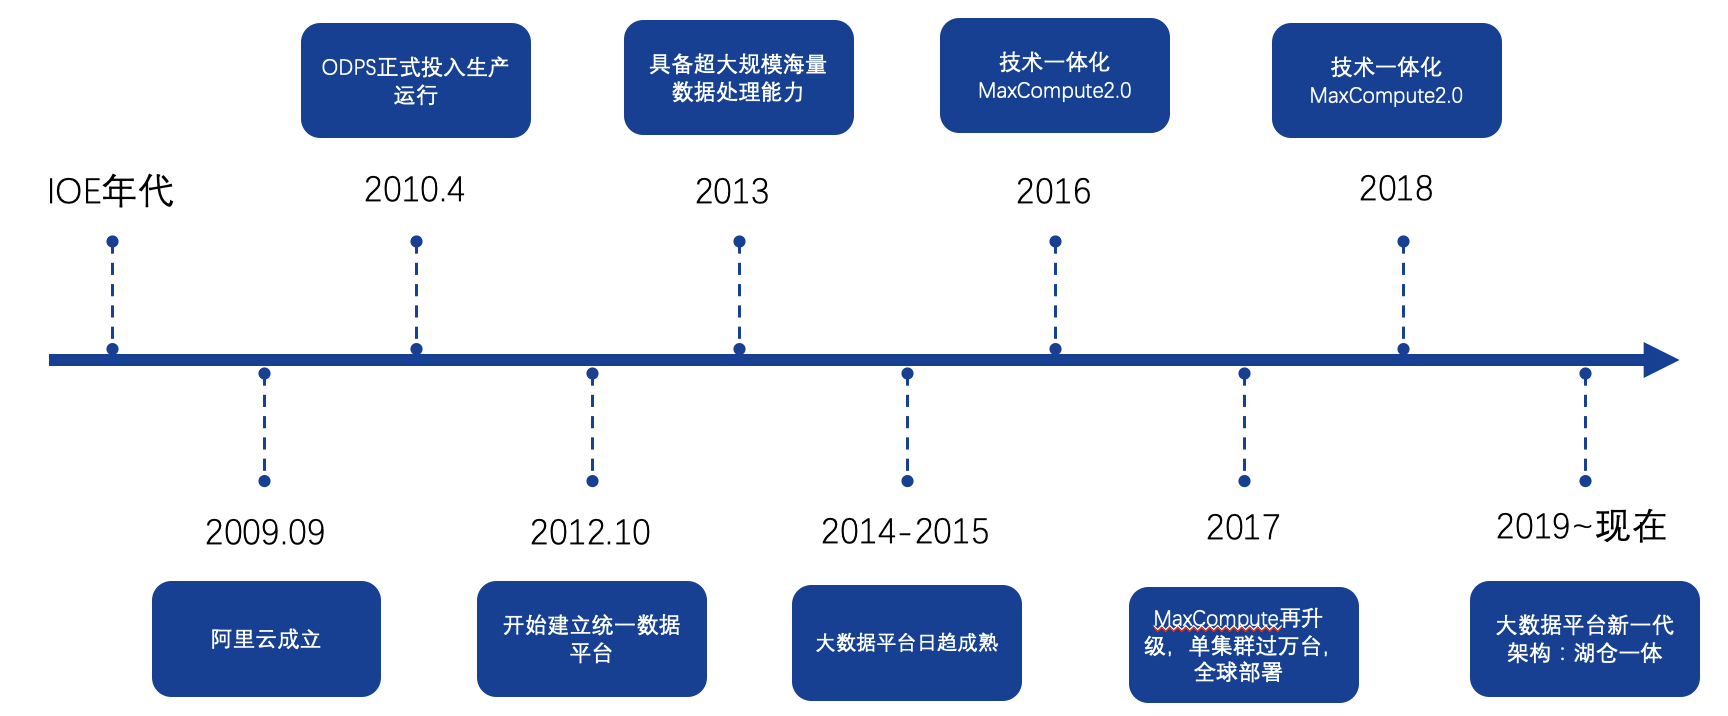 ODPS正式投入生产
运行
具备超大规模海量
数据处理能力
技术一体化
MaxCompute2.0
技术一体化
MaxCompute2.0
IOE年代
2010.4
2013
2016
2018
2009.09
2012.10
2014-2015
2017
2019~现在
阿里云成立
开始建立统一数据
平台
大数据平台日趋成熟
MaxCompute再升
级，单集群过万台，
全球部署
大数据平台新一代
架构：湖仓一体